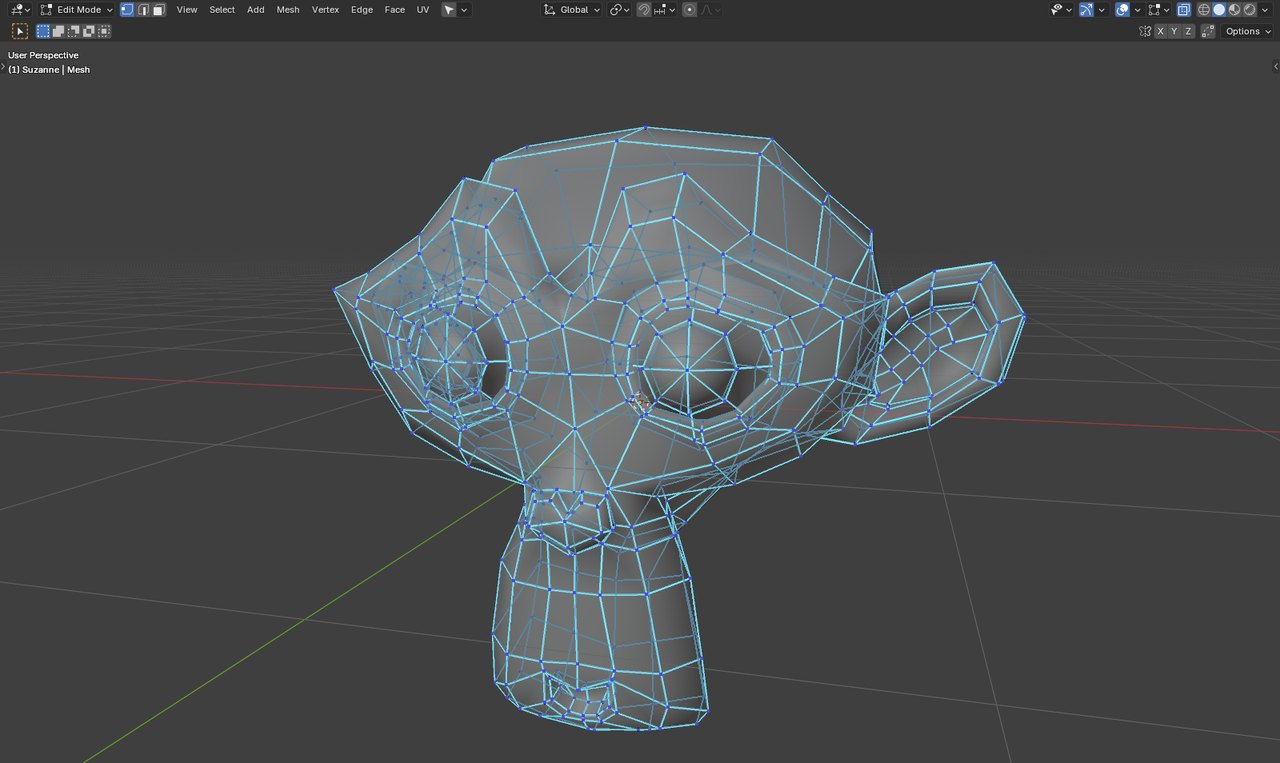 Edit Mode View Select Add Mesh Vertex Edge Face UV Global
X Y Z Options
User Perspective
(1) Suzanne | Mesh